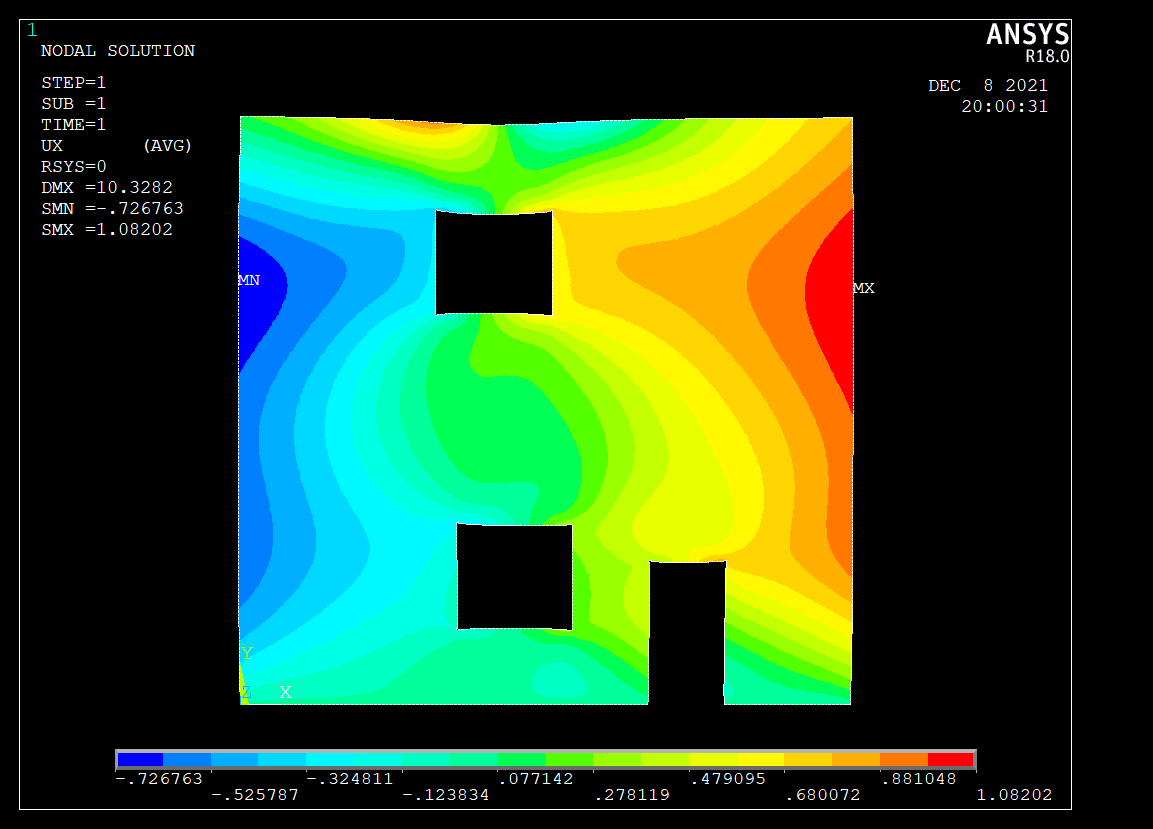 1
NODAL SOLUTION
STEP=1
SUB =1
TIME=1
UX (AVG)
RSYS=0
DMX =10.3282
SMN =-.726763
SMX =1.08202
ANSYS
R18.0
DEC 8 2021
20:00:31
MN
MX
Y
Z X
-.726763 -.324811 .077142 .479095 .881048
-.525787 -.123834 .278119 .680072 1.08202